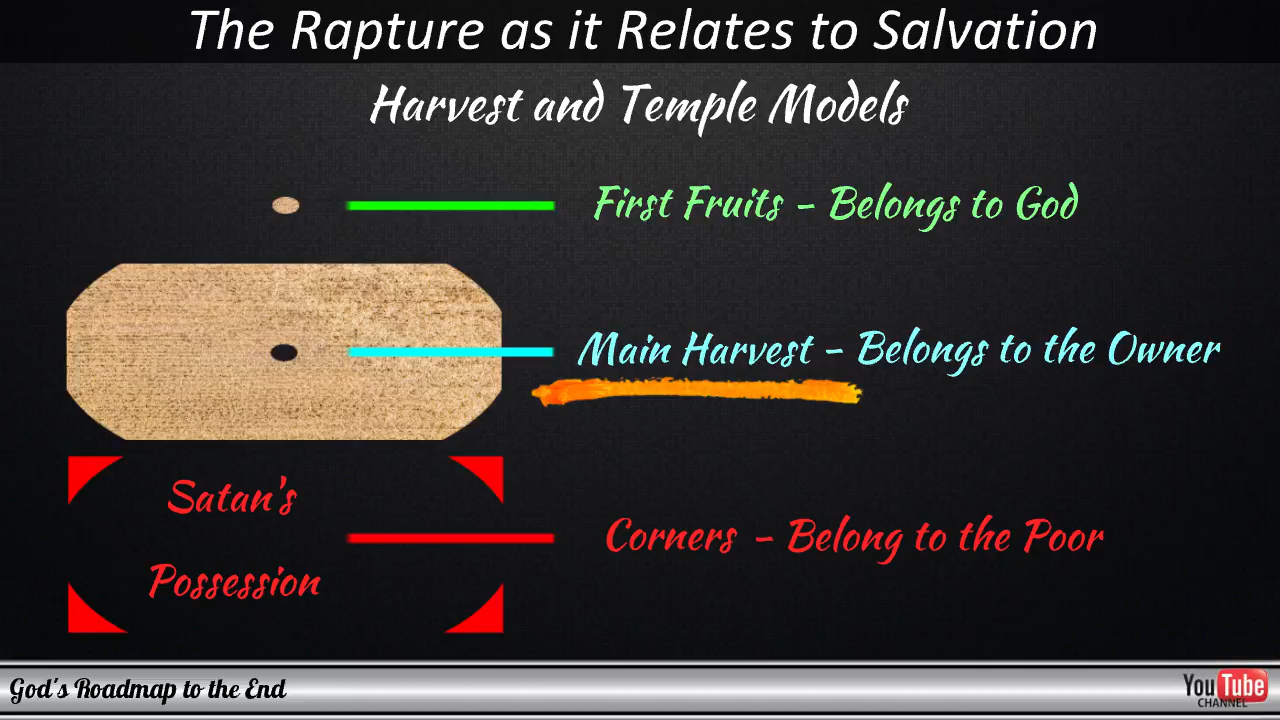 The Rapture as it Relates to Salvation
Harvest and Temple Models
First Fruits – Belongs to God
Main Harvest – Belongs to the Owner
Satan's
Possession
Corners – Belong to the Poor
God's Roadmap to the End
YouTube
CHANNEL